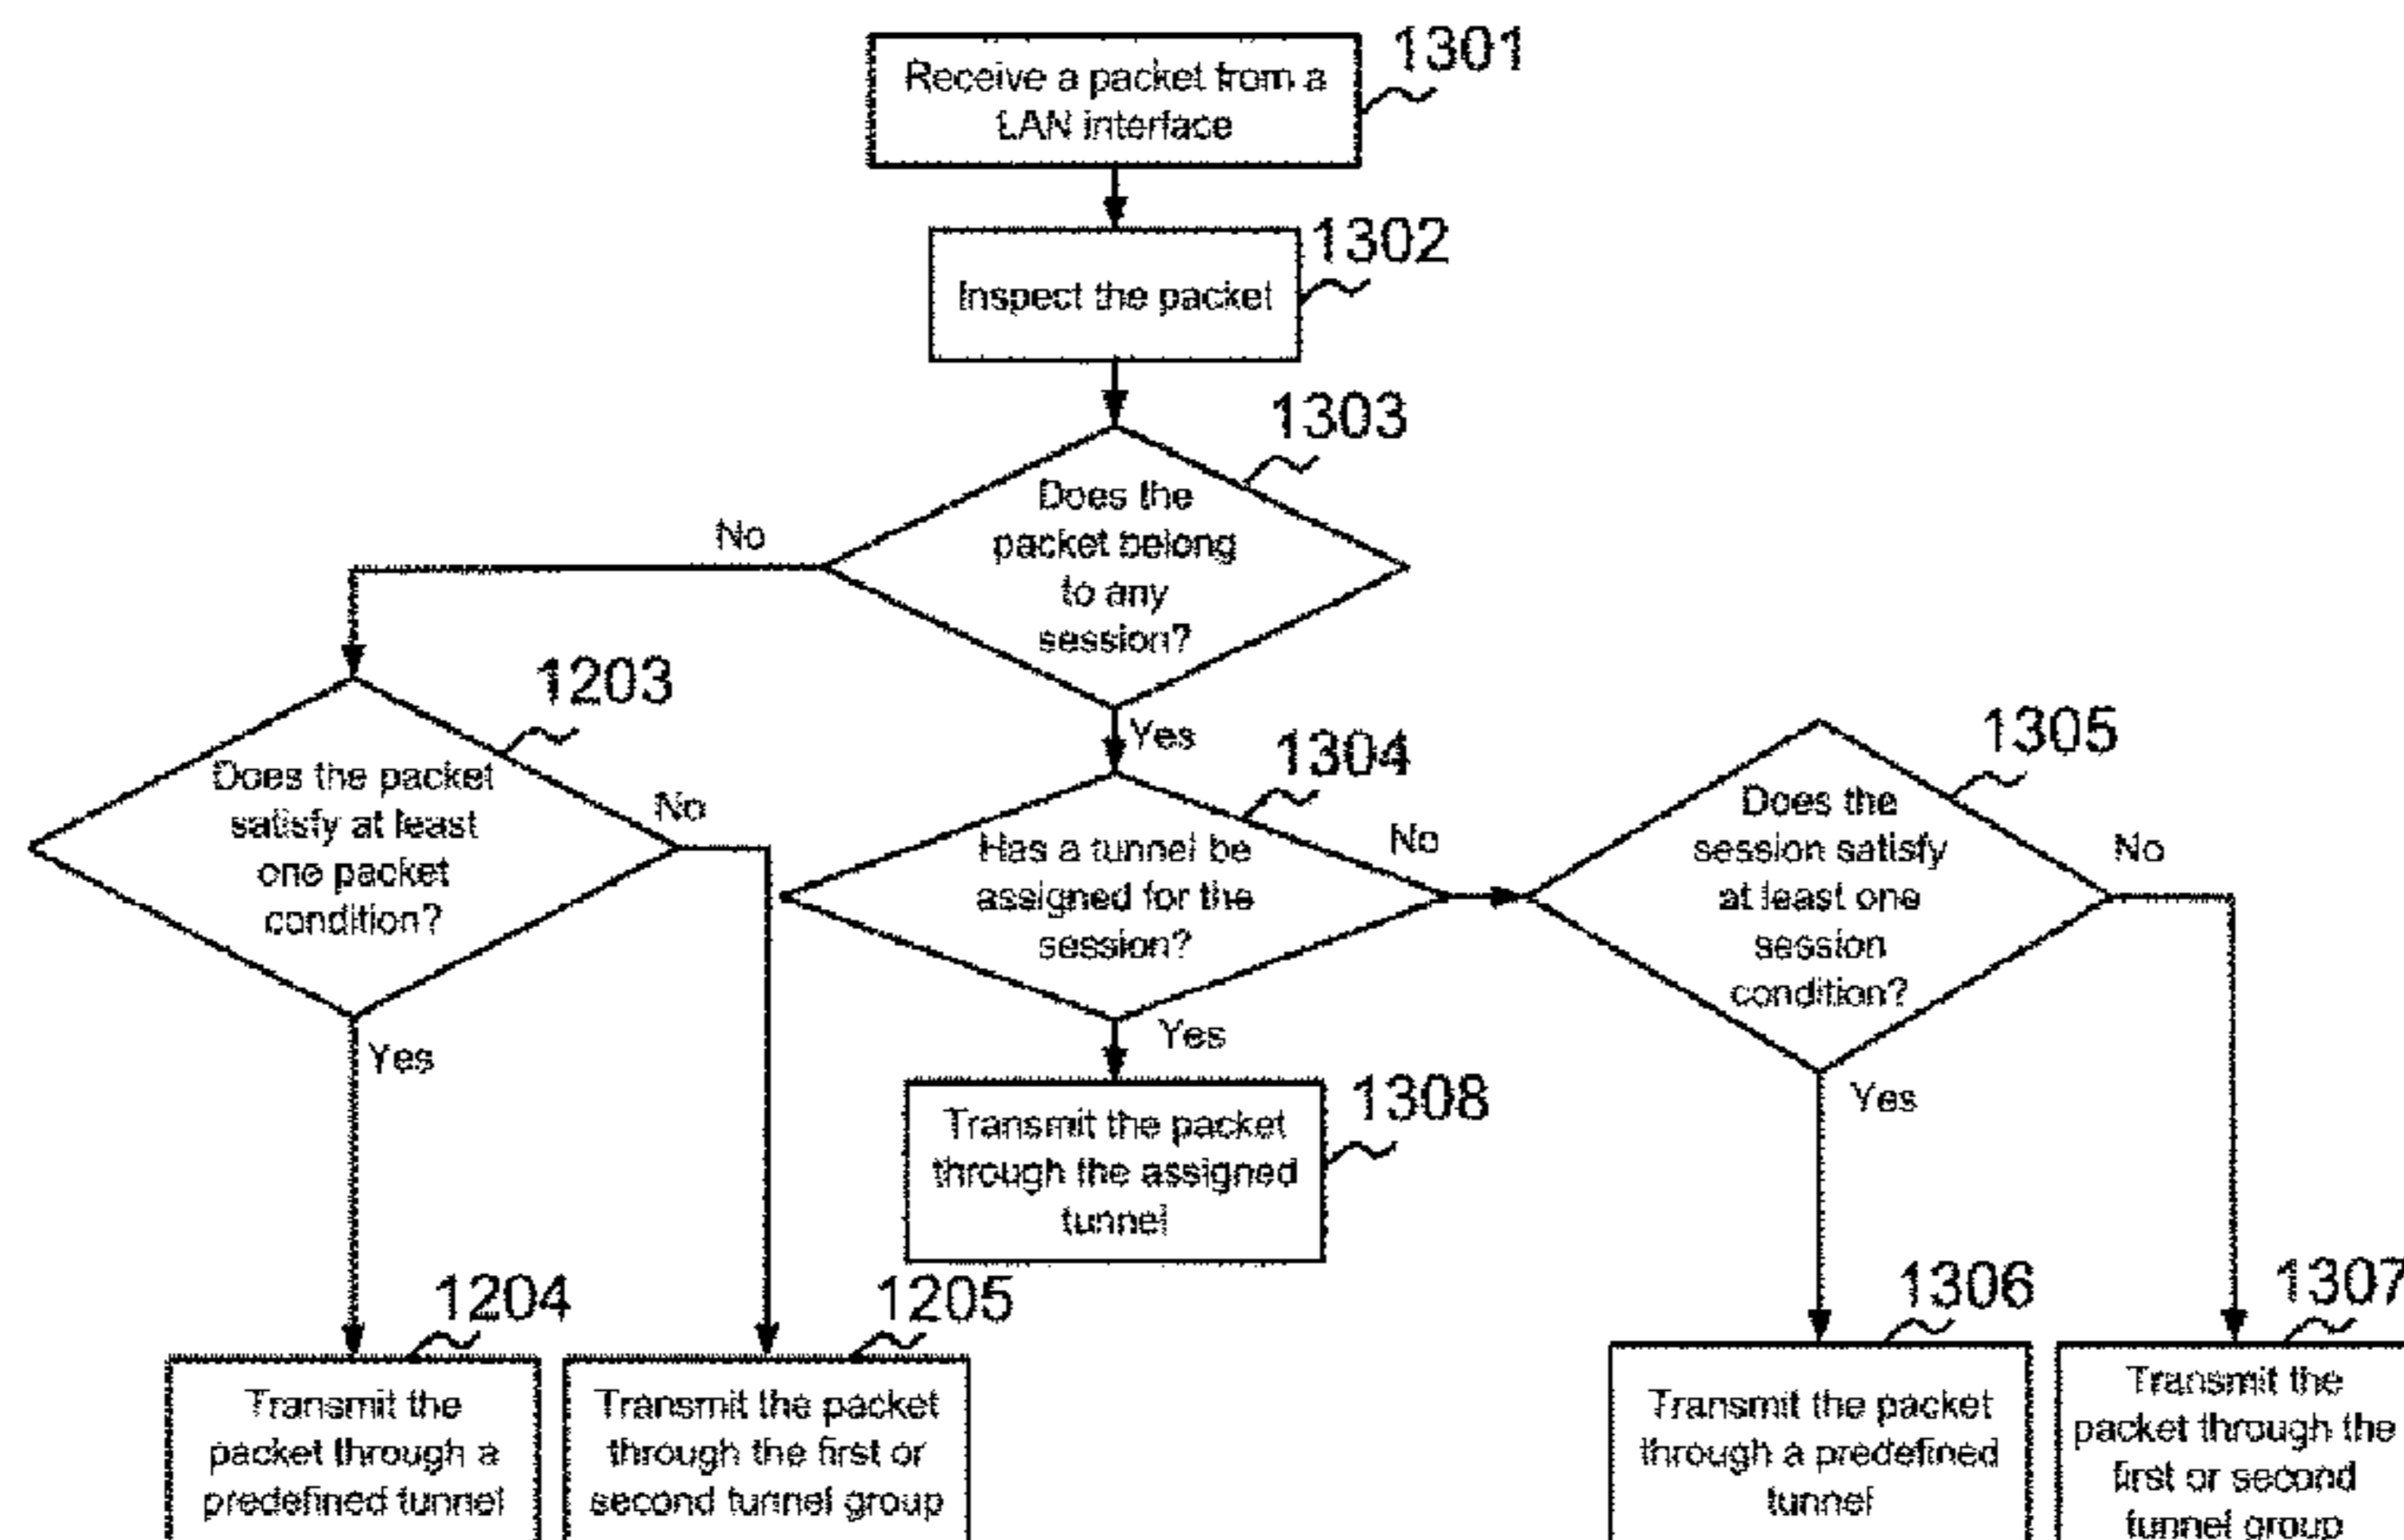 1301
Receive a packet from a
LAN interface
1302
Inspect the packet
1303
Does the
packet belong
to any
session?
No
Yes
1203
Does the packet
satisfy at least
one packet
condition?
No
Yes
1304
Has a tunnel be
assigned for the
session?
No
Yes
1305
Does the
session satisfy
at least one
session
condition?
No
Yes
1308
Transmit the packet
through the assigned
tunnel
1204
Transmit the
packet through a
predefined tunnel
1205
Transmit the packet
through the first or
second tunnel group
1306
Transmit the packet
through a predefined
tunnel
1307
Transmit the
packet through the
first or second
tunnel group